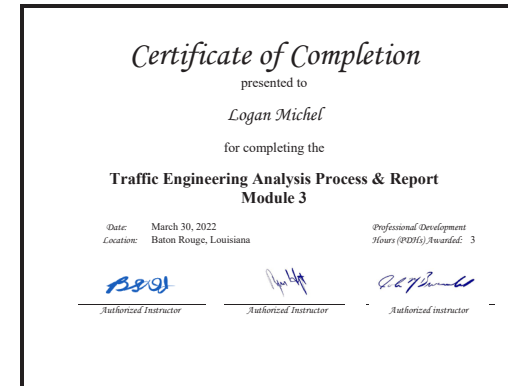 Certificate of Completion
presented to
Logan Michel
for completing the
Traffic Engineering Analysis Process & Report
Module 3
Date: March 30, 2022
Location: Baton Rouge, Louisiana
Professional Development
Hours (PDHs) Awarded: 3
Authorized Instructor
Authorized Instructor
Authorized instructor